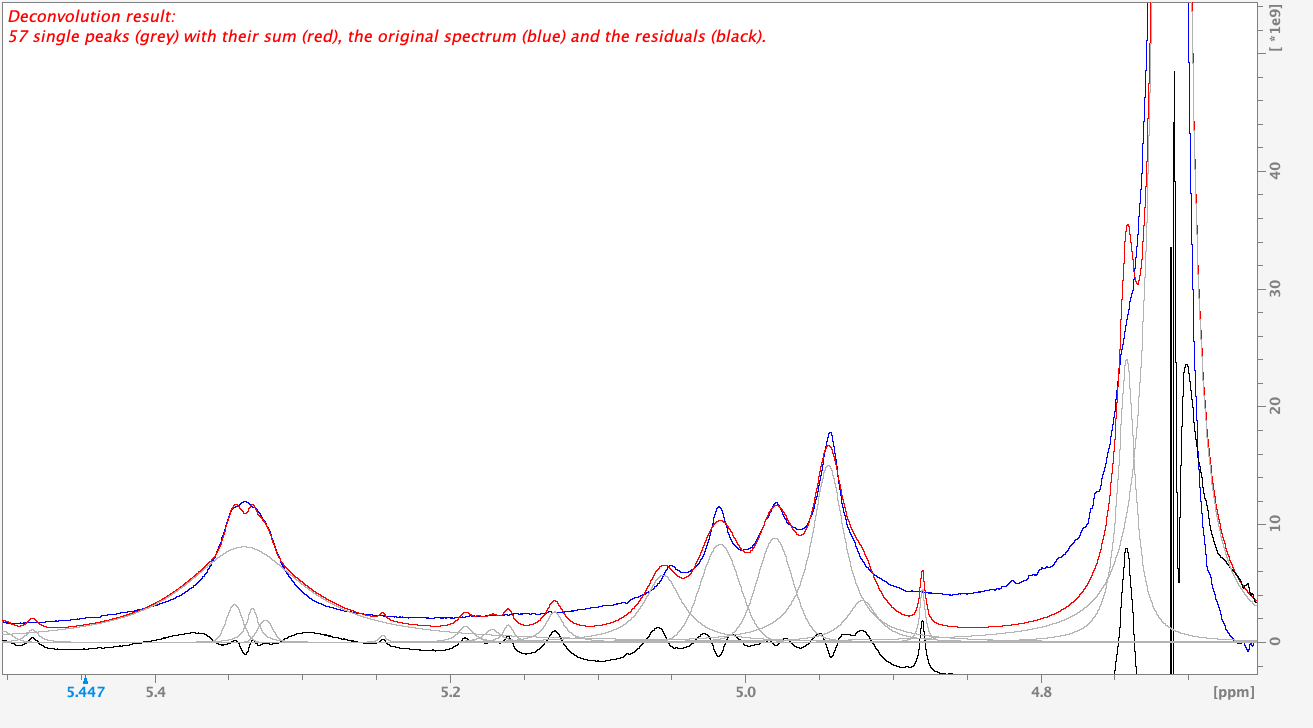 Deconvolution result:
57 single peaks (grey) with their sum (red), the original spectrum (blue) and the residuals (black).
[ *1e9]
40
30
20
10
0
5.447
5.4
5.2
5.0
4.8
[ppm]